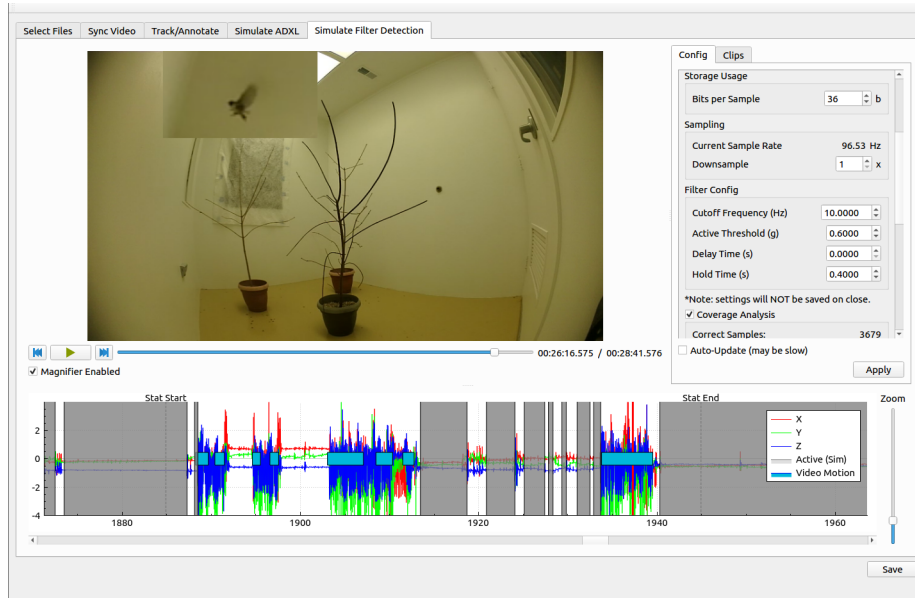 Select Files Sync Video Track/Annotate Simulate ADXL Simulate Filter Detection
Config Clips
Storage Usage
Bits per Sample 36 b
Sampling
Current Sample Rate 96.53 Hz
Downsample 1 x
Filter Config
Cutoff Frequency (Hz) 10.0000
Active Threshold (g) 0.6000
Delay Time (s) 0.0000
Hold Time (s) 0.4000
*Note: settings will NOT be saved on close.
Coverage Analysis
Correct Samples: 3679
00:26:16.575 / 00:28:41.576
Auto-Update (may be slow)
Magnifier Enabled
Apply
Stat Start Stat End Zoom
X
Y
Z
Active (Sim)
Video Motion
2
0
-2
-4
1880 1900 1920 1940 1960
Save